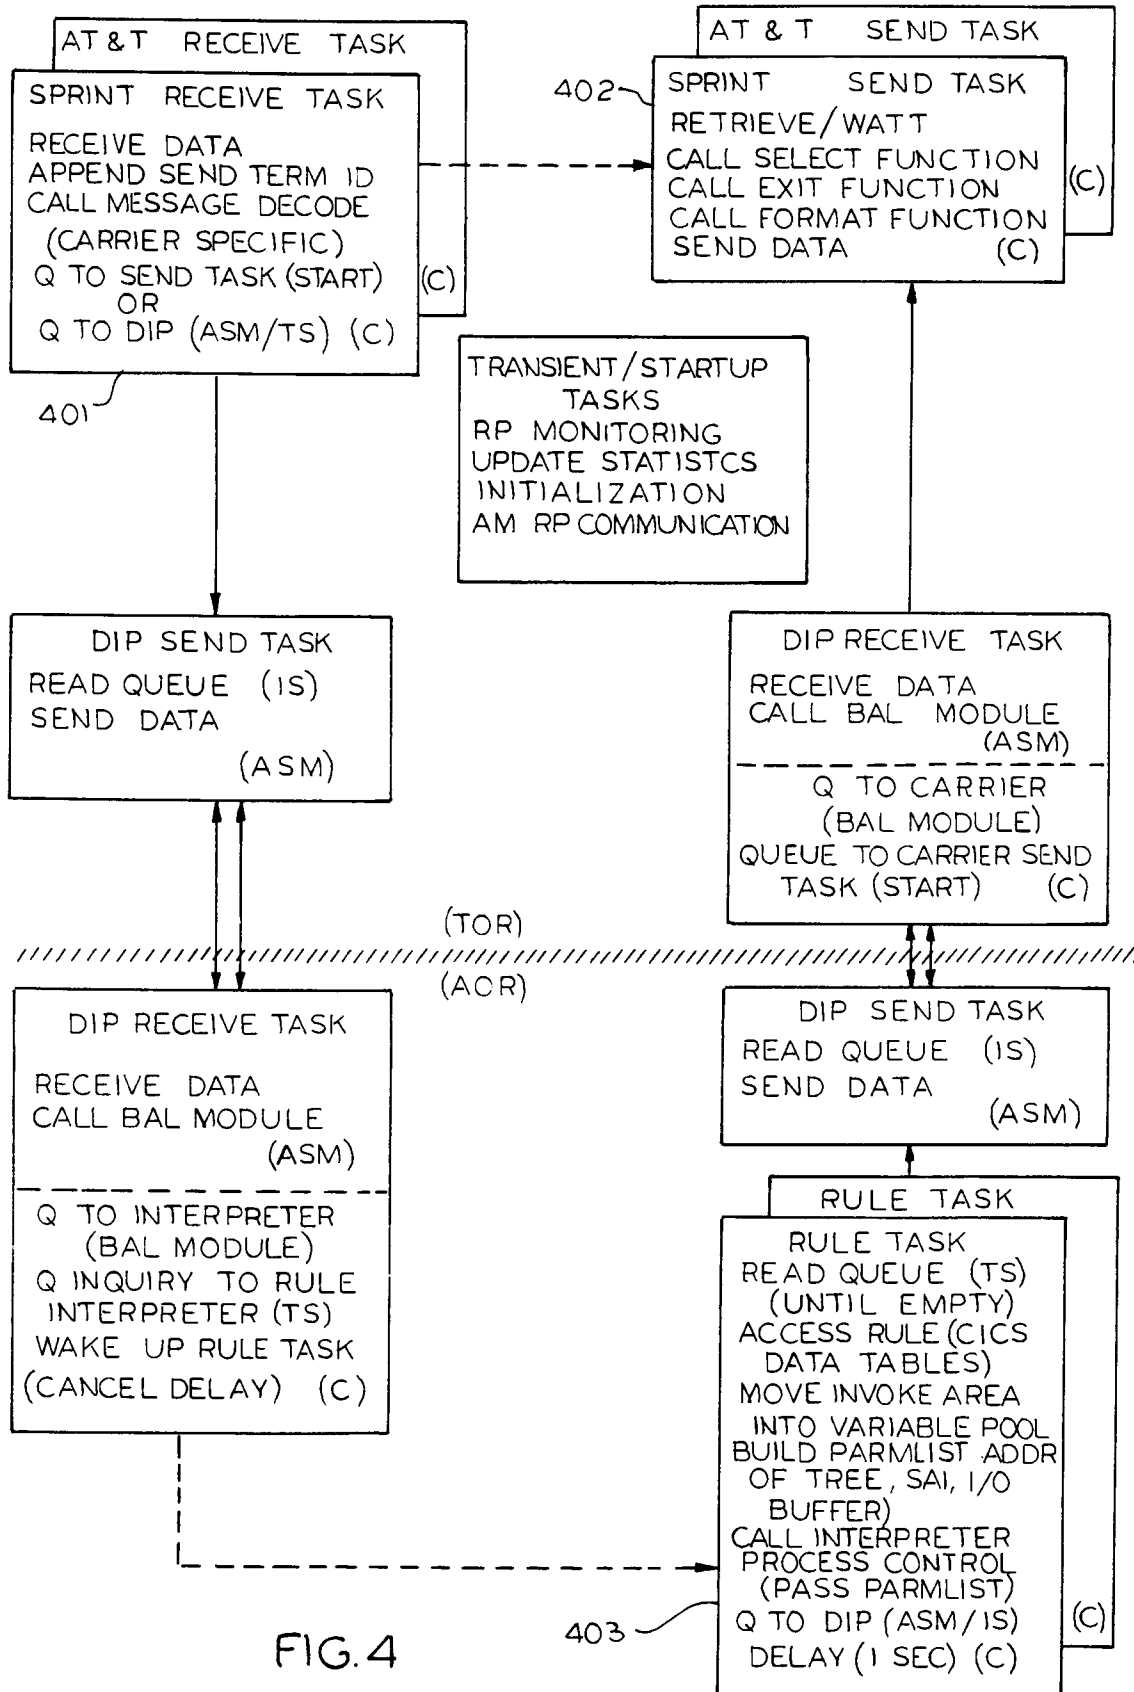 AT & T RECEIVE TASK
SPRINT RECEIVE TASK
RECEIVE DATA
APPEND SEND TERM ID
CALL MESSAGE DECODE
(CARRIER SPECIFIC)
Q TO SEND TASK (START)
OR
Q TO DIP (ASM/TS) (C)
(C)
401
AT & T SEND TASK
402
SPRINT SEND TASK
RETRIEVE/WATT
CALL SELECT FUNCTION
CALL EXIT FUNCTION
CALL FORMAT FUNCTION
SEND DATA (C)
(C)
TRANSIENT/STARTUP
TASKS
RP MONITORING
UPDATE STATISTCS
INITIALIZATION
AM RP COMMUNICATION
DIP SEND TASK
READ QUEUE (IS)
SEND DATA
(ASM)
DIP RECEIVE TASK
RECEIVE DATA
CALL BAL MODULE
(ASM)
Q TO CARRIER
(BAL MODULE)
QUEUE TO CARRIER SEND
TASK (START) (C)
(TOR)
(AOR)
DIP RECEIVE TASK
RECEIVE DATA
CALL BAL MODULE
(ASM)
Q TO INTERPRETER
(BAL MODULE)
Q INQUIRY TO RULE
INTERPRETER (TS)
WAKE UP RULE TASK
(CANCEL DELAY) (C)
DIP SEND TASK
READ QUEUE (IS)
SEND DATA
(ASM)
RULE TASK
RULE TASK
READ QUEUE (TS)
(UNTIL EMPTY)
ACCESS RULE (CICS
DATA TABLES)
MOVE INVOKE AREA
INTO VARIABLE POOL
BUILD PARMLIST ADDR
OF TREE, SAI, I/O
BUFFER)
CALL INTERPRETER
PROCESS CONTROL
(PASS PARMLIST)
Q TO DIP (ASM/IS)
DELAY (1 SEC) (C)
(C)
403
FIG. 4